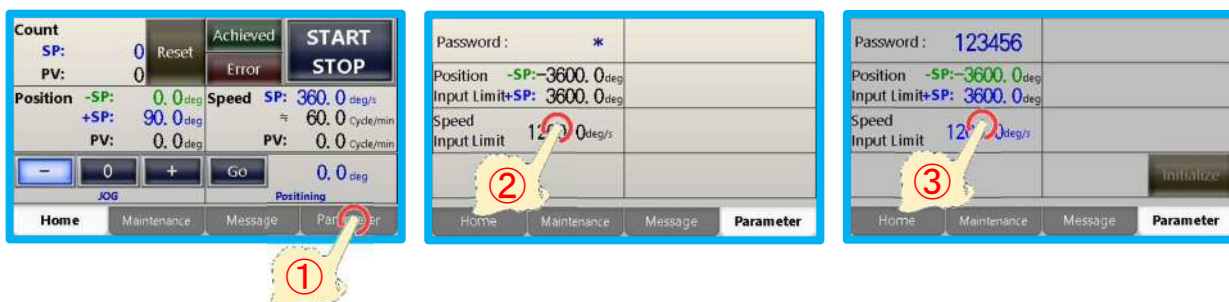 Count
SP: 0
PV: 0
Reset
Achieved
Error
START
STOP
Position -SP: 0.0deg
+SP: 90.0deg
PV: 0.0deg
Speed SP: 360.0 deg/s
≒ 60.0 Cycle/min
PV: 0.0 Cycle/min
− 0 + Go 0.0 deg
JOG Positining
Home Maintenance Message
①
Password : *
Position -SP:-3600.0deg
Input Limit+SP: 3600.0deg
Speed
Input Limit 0deg/s
②
Home Maintenance Message Parameter
Password : 123456
Position -SP:-3600.0deg
Input Limit+SP: 3600.0deg
Speed
Input Limit deg/s
③
Initialize
Home Maintenance Message Parameter